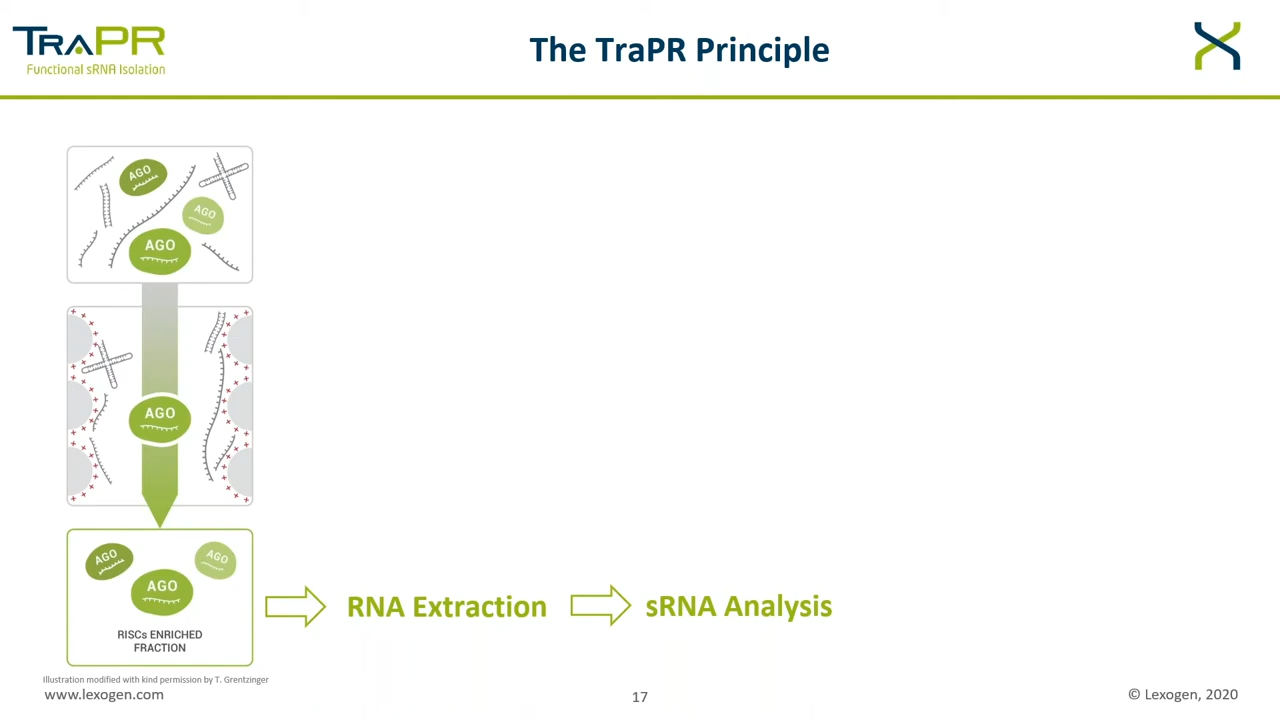 TRAPR
Functional sRNA Isolation
The TraPR Principle
AGO
AGO
AGO
AGO
AGO
AGO
AGO
RISCs ENRICHED
FRACTION
RNA Extraction
sRNA Analysis
Illustration modified with kind permission by T. Grentzinger
www.lexogen.com
17
© Lexogen, 2020